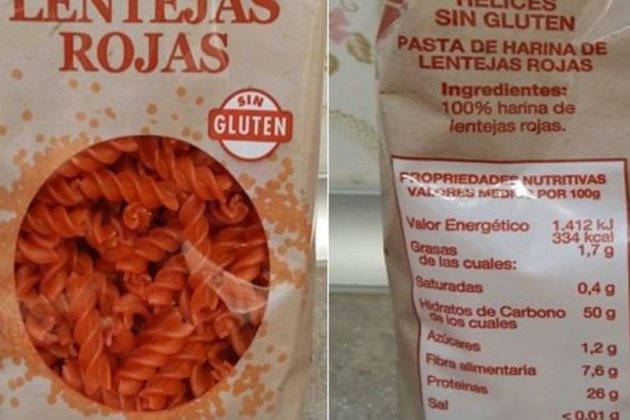 LENTEJAS
ROJAS
SIN
GLUTEN
HÉLICES
SIN GLUTEN
PASTA DE HARINA DE
LENTEJAS ROJAS
Ingredientes:
100% harina de
lentejas rojas.
PROPRIEDADES NUTRITIVAS
VALORES MEDIOS POR 100g
Valor Energético 1.412 kJ
334 kcal
Grasas 1,7 g
de las cuales:
Saturadas 0,4 g
Hidratos de Carbono 50 g
de los cuales
Azúcares 1,2 g
Fibra alimentaria 7,6 g
Proteinas 26 g
Sal < 0.01 g